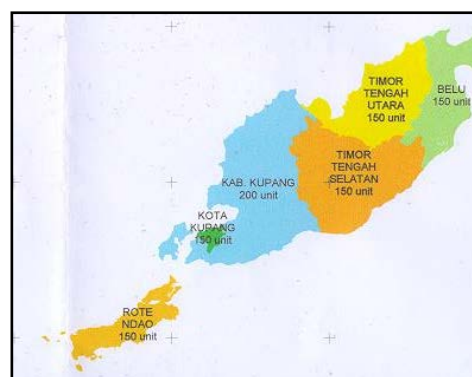 TIMOR
TENGAH
UTARA
150 unit
BELU
150 unit
TIMOR
TENGAH
SELATAN
150 unit
KAB. KUPANG
200 unit
KOTA
KUPANG
150 unit
ROTE
NDAO
150 unit